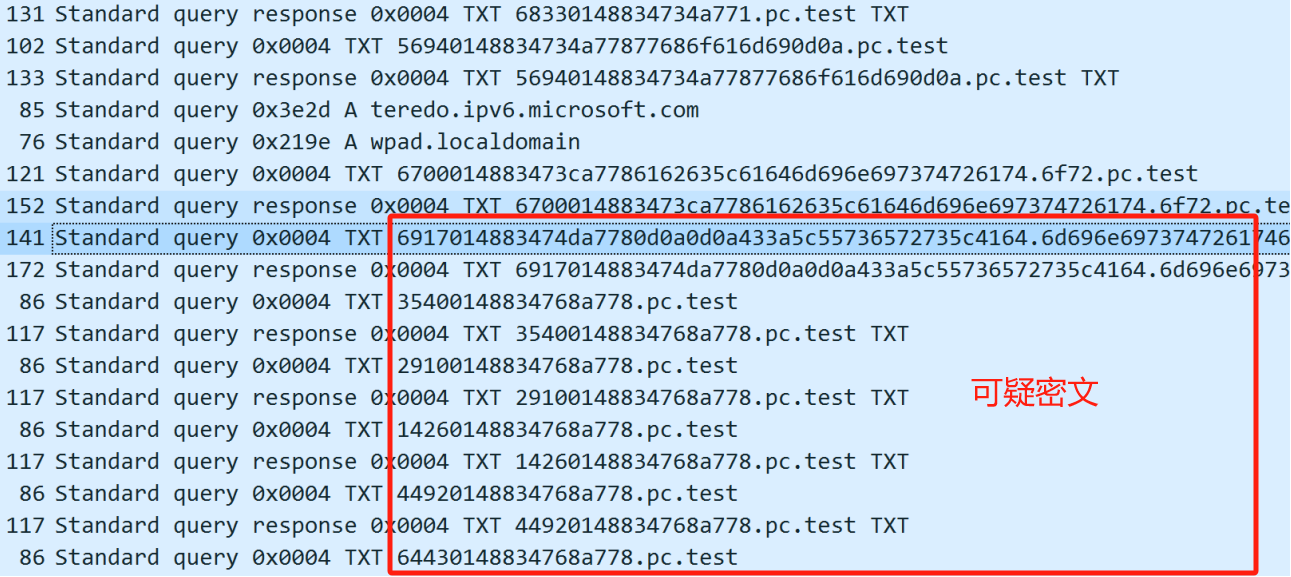 131 Standard query response 0x0004 TXT 68330148834734a771.pc.test TXT
102 Standard query 0x0004 TXT 56940148834734a77877686f616d690d0a.pc.test
133 Standard query response 0x0004 TXT 56940148834734a77877686f616d690d0a.pc.test TXT
85 Standard query 0x3e2d A teredo.ipv6.microsoft.com
76 Standard query 0x219e A wpad.localdomain
121 Standard query 0x0004 TXT 6700014883473ca7786162635c61646d696e697374726174.6f72.pc.test
152 Standard query response 0x0004 TXT 6700014883473ca7786162635c61646d696e697374726174.6f72.pc.te
141 Standard query 0x0004 TXT 6917014883474da7780d0a0d0a433a5c55736572735c4164.6d696e6973747261746
172 Standard query response 0x0004 TXT 6917014883474da7780d0a0d0a433a5c55736572735c4164.6d696e6973
86 Standard query 0x0004 TXT 35400148834768a778.pc.test
117 Standard query response 0x0004 TXT 35400148834768a778.pc.test TXT
86 Standard query 0x0004 TXT 29100148834768a778.pc.test
117 Standard query response 0x0004 TXT 29100148834768a778.pc.test TXT
可疑密文
86 Standard query 0x0004 TXT 14260148834768a778.pc.test
117 Standard query response 0x0004 TXT 14260148834768a778.pc.test TXT
86 Standard query 0x0004 TXT 44920148834768a778.pc.test
117 Standard query response 0x0004 TXT 44920148834768a778.pc.test TXT
86 Standard query 0x0004 TXT 64430148834768a778.pc.test